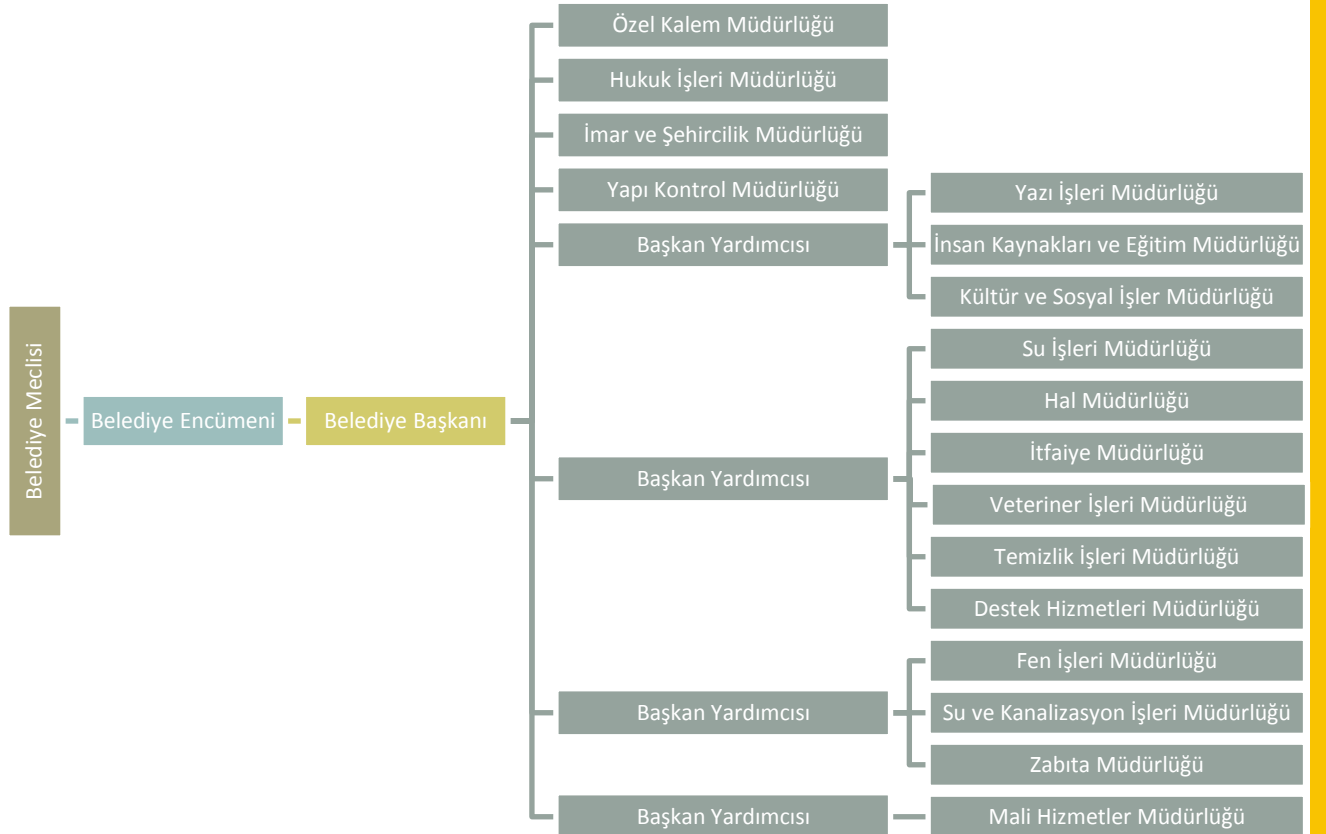 Belediye Meclisi
Belediye Encümeni
Belediye Başkanı
Özel Kalem Müdürlüğü
Hukuk İşleri Müdürlüğü
İmar ve Şehircilik Müdürlüğü
Yapı Kontrol Müdürlüğü
Başkan Yardımcısı
Yazı İşleri Müdürlüğü
İnsan Kaynakları ve Eğitim Müdürlüğü
Kültür ve Sosyal İşler Müdürlüğü
Başkan Yardımcısı
Su İşleri Müdürlüğü
Hal Müdürlüğü
İtfaiye Müdürlüğü
Veteriner İşleri Müdürlüğü
Temizlik İşleri Müdürlüğü
Destek Hizmetleri Müdürlüğü
Başkan Yardımcısı
Fen İşleri Müdürlüğü
Su ve Kanalizasyon İşleri Müdürlüğü
Zabıta Müdürlüğü
Başkan Yardımcısı
Mali Hizmetler Müdürlüğü